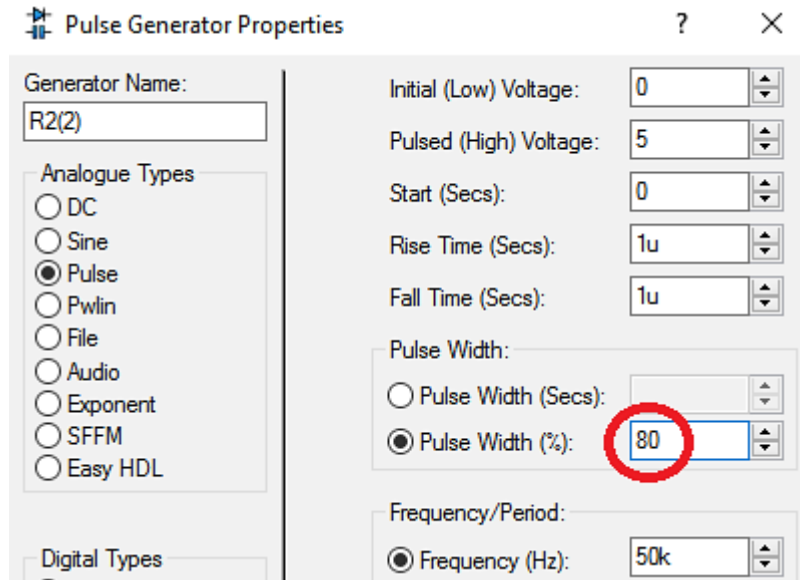 Pulse Generator Properties
?
Generator Name:
R2(2)
Analogue Types
DC
Sine
Pulse
Pwlin
File
Audio
Exponent
SFFM
Easy HDL
Digital Types
Initial (Low) Voltage: 0
Pulsed (High) Voltage: 5
Start (Secs): 0
Rise Time (Secs): 1u
Fall Time (Secs): 1u
Pulse Width:
Pulse Width (Secs):
Pulse Width (%): 80
Frequency/Period:
Frequency (Hz): 50k